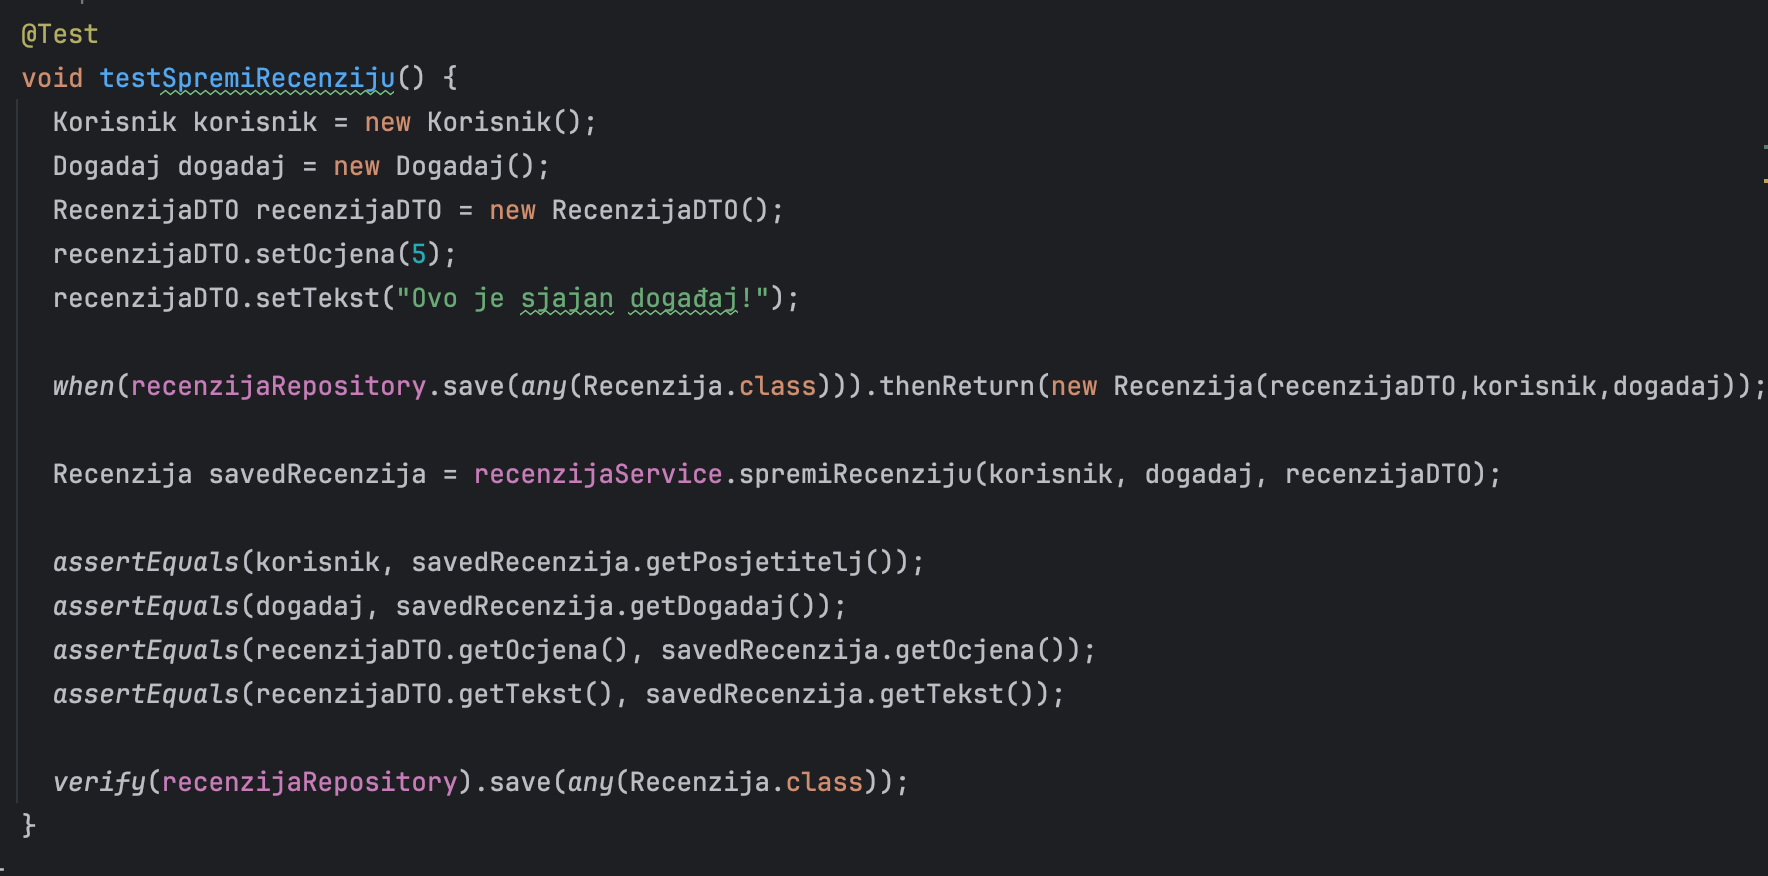 @Test
void testSpremiRecenziju() {
Korisnik korisnik = new Korisnik();
Dogadaj dogadaj = new Dogadaj();
RecenzijaDTO recenzijaDTO = new RecenzijaDTO();
recenzijaDTO.setOcjena(5);
recenzijaDTO.setTekst("Ovo je sjajan događaj!");
when(recenzijaRepository.save(any(Recenzija.class))).thenReturn(new Recenzija(recenzijaDTO,korisnik,dogadaj));
Recenzija savedRecenzija = recenzijaService.spremiRecenziju(korisnik, dogadaj, recenzijaDTO);
assertEquals(korisnik, savedRecenzija.getPosjetitelj());
assertEquals(dogadaj, savedRecenzija.getDogadaj());
assertEquals(recenzijaDTO.getOcjena(), savedRecenzija.getOcjena());
assertEquals(recenzijaDTO.getTekst(), savedRecenzija.getTekst());
verify(recenzijaRepository).save(any(Recenzija.class));
}